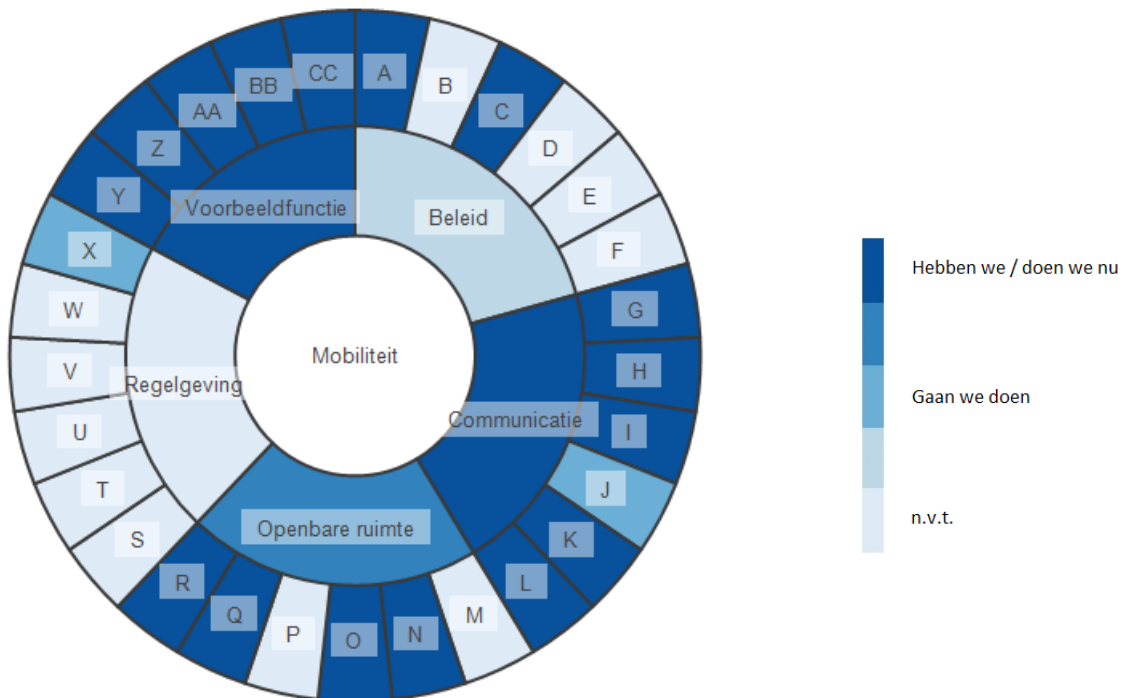 A
B
C
D
E
F
G
H
I
J
K
L
M
N
O
P
Q
R
S
T
U
V
W
X
Y
Z
AA
BB
CC
Voorbeeldfunctie
Beleid
Communicatie
Openbare ruimte
Regelgeving
Mobiliteit
Hebben we / doen we nu
Gaan we doen
n.v.t.